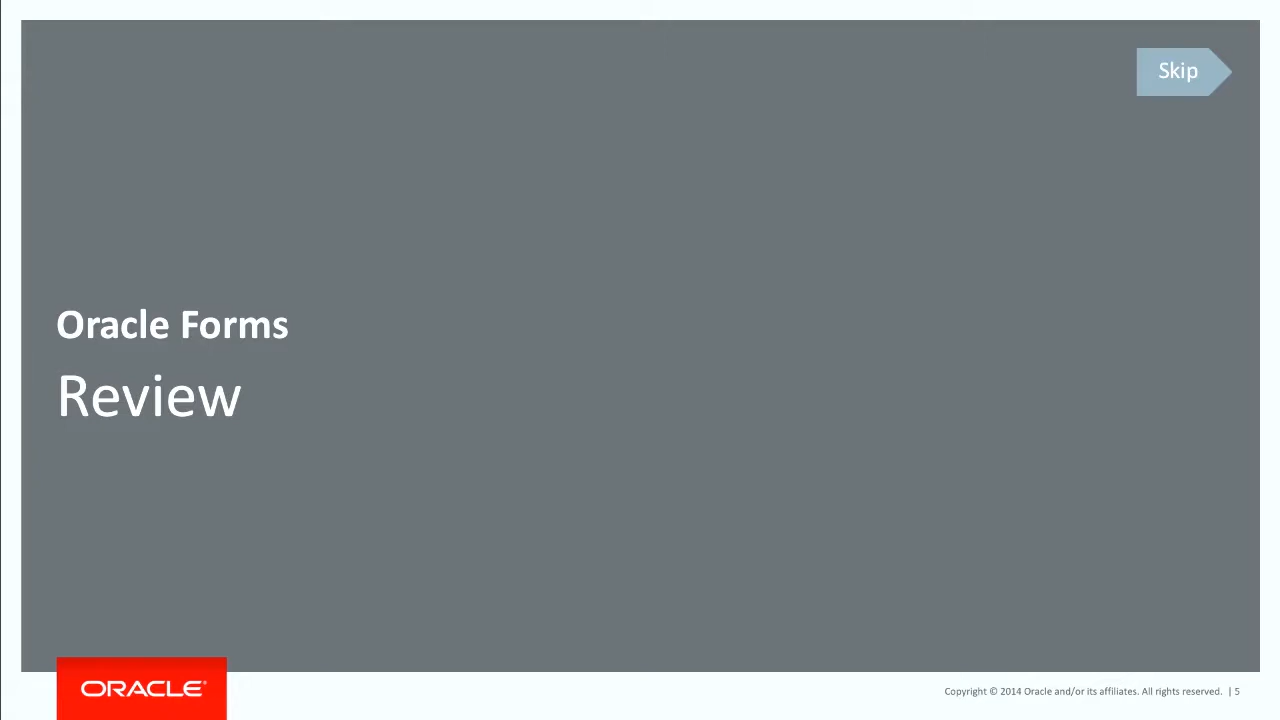 Skip
Oracle Forms
Review
ORACLE®
Copyright © 2014 Oracle and/or its affiliates. All rights reserved. | 5